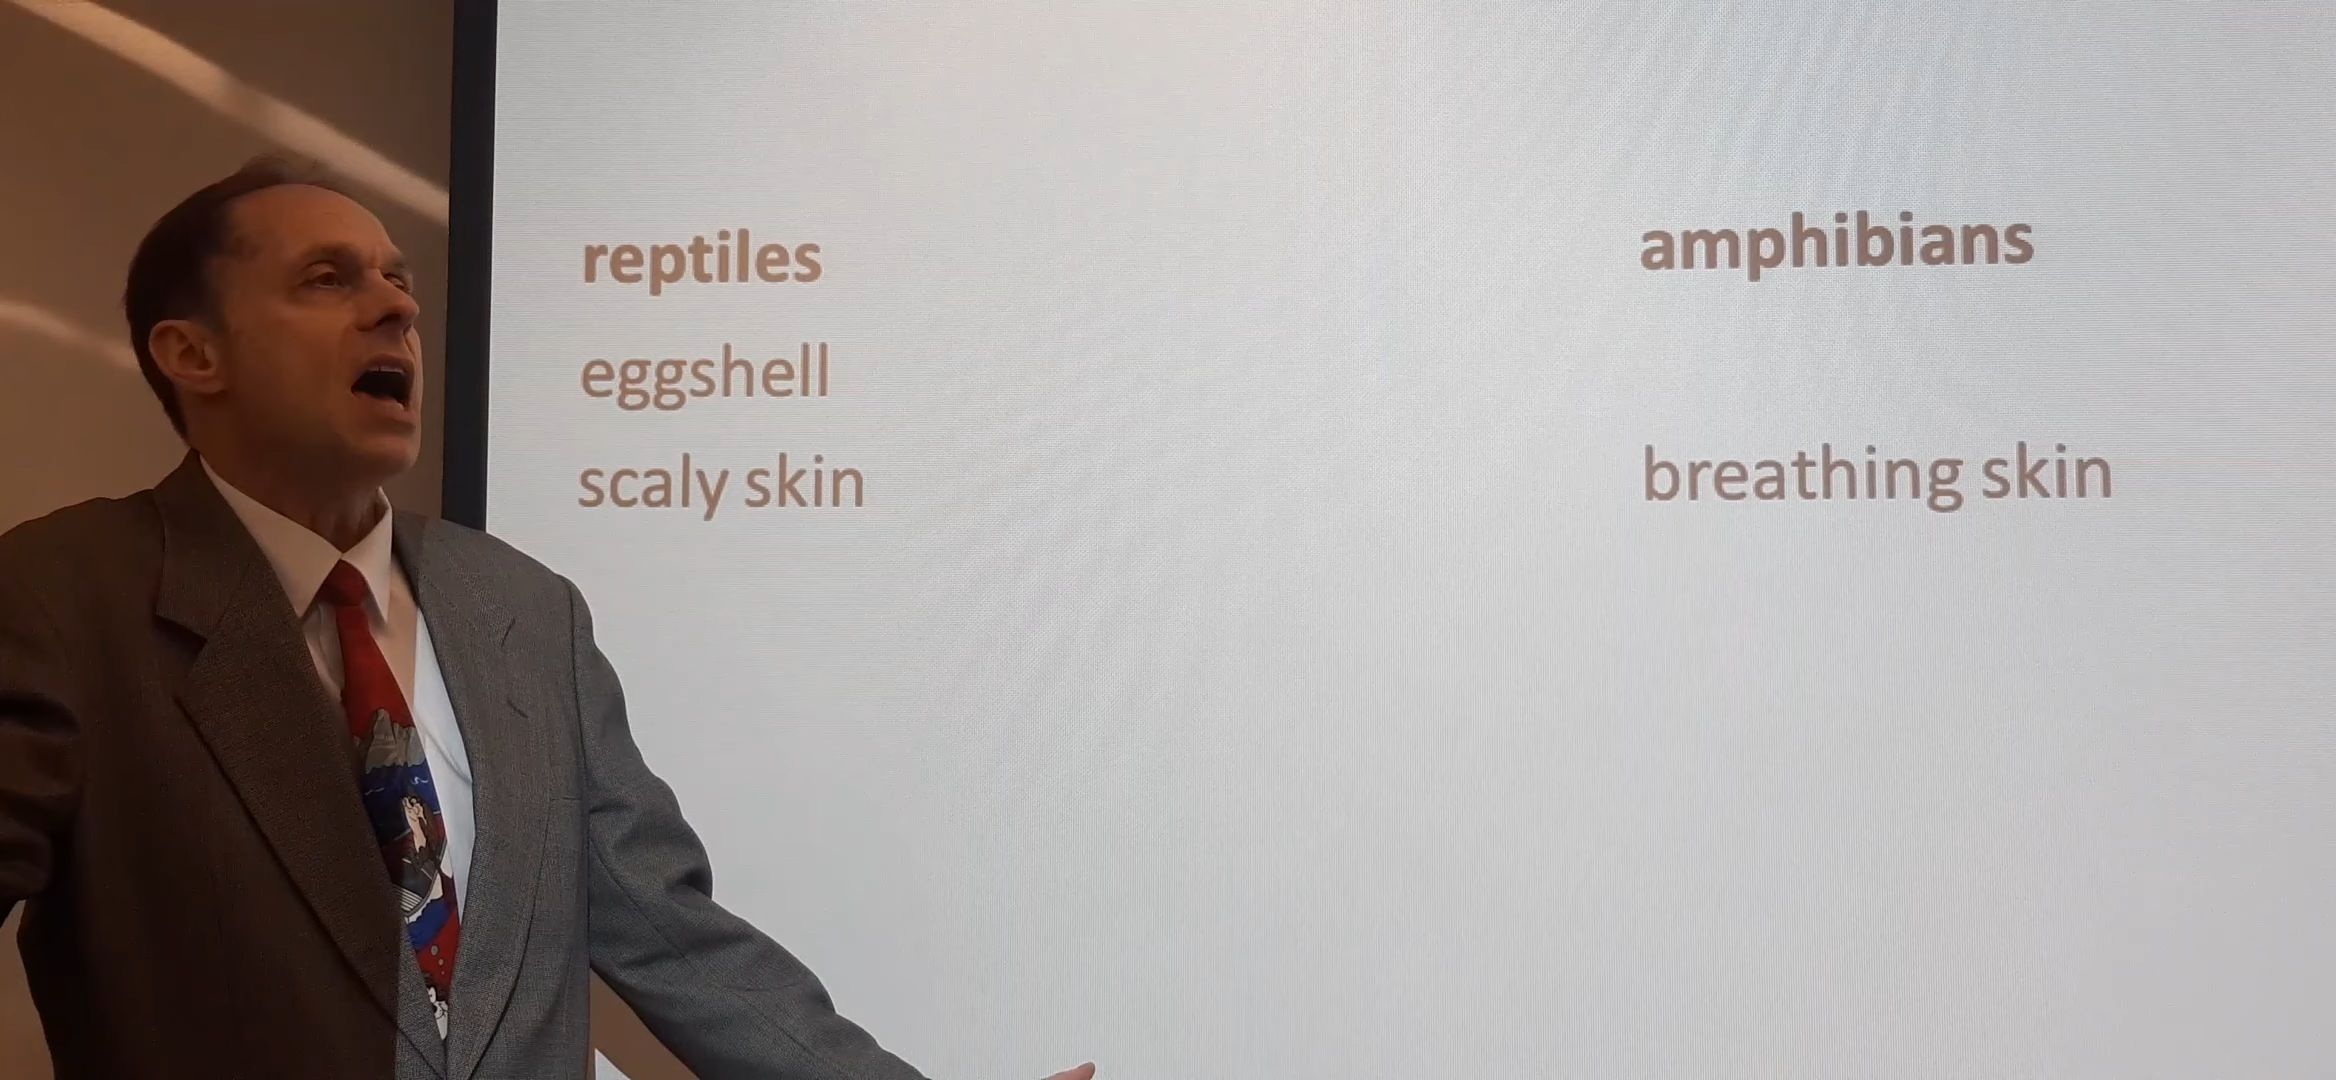 reptiles
eggshell
scaly skin
amphibians
breathing skin